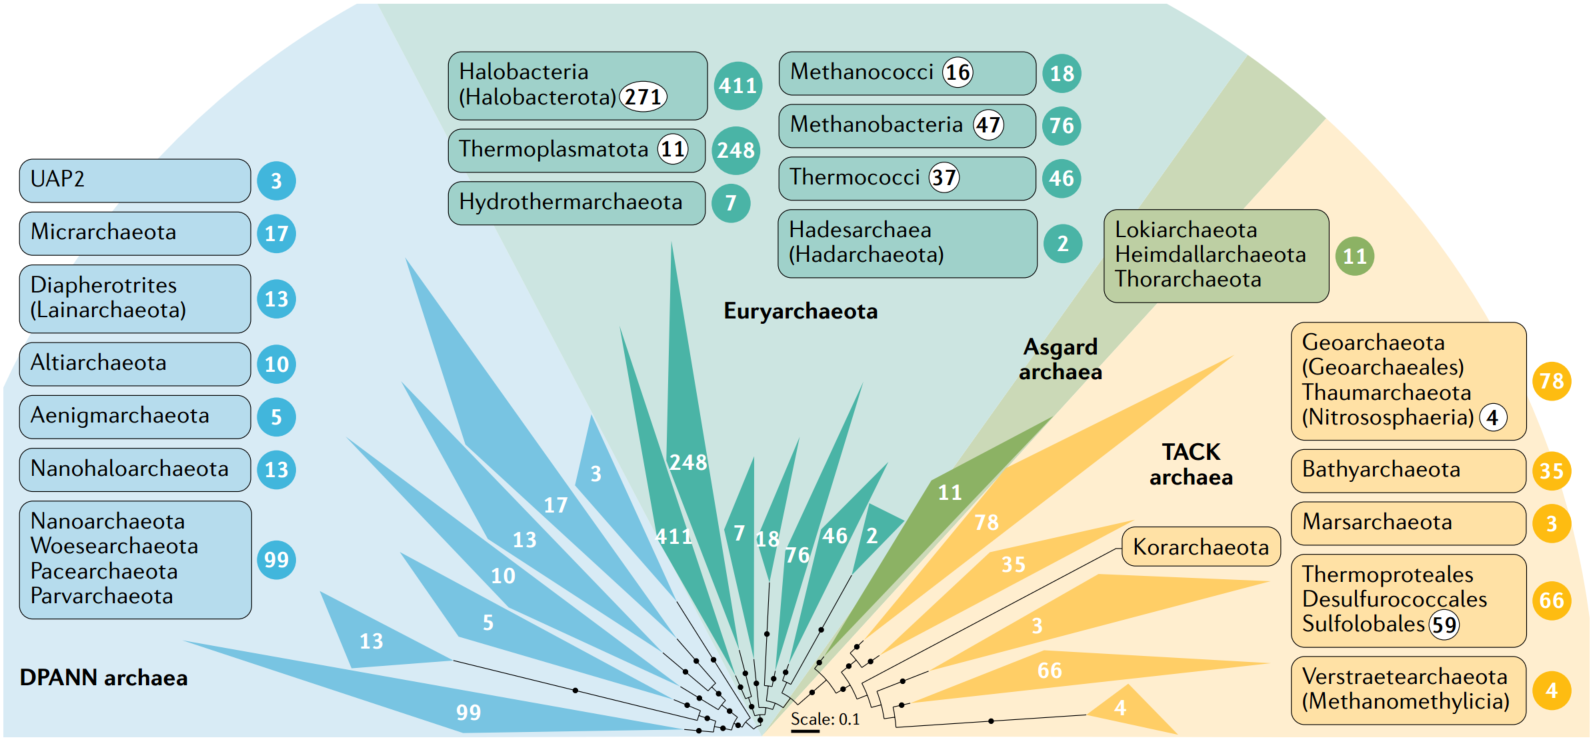 Halobacteria
(Halobacterota) 271
411
Thermoplasmatota 11
248
Hydrothermarchaeota
7
Methanococci 16
18
Methanobacteria 47
76
Thermococci 37
46
Hadesarchaea
(Hadarchaeota)
2
UAP2
3
Micrarchaeota
17
Diapherotrites
(Lainarchaeota)
13
Altiarchaeota
10
Aenigmarchaeota
5
Nanohaloarchaeota
13
Nanoarchaeota
Woesearchaeota
Pacearchaeota
Parvarchaeota
99
DPANN archaea
Euryarchaeota
Asgard
archaea
Lokiarchaeota
Heimdallarchaeota
Thorarchaeota
11
TACK
archaea
Geoarchaeota
(Geoarchaeales)
Thaumarchaeota
(Nitrososphaeria) 4
78
Bathyarchaeota
35
Marsarchaeota
3
Korarchaeota
Thermoproteales
Desulfurococcales
Sulfolobales 59
66
Verstraetearchaeota
(Methanomethylicia)
4
99
13
5
10
13
17
3
411
248
7
18
76
46
2
11
78
35
3
66
4
Scale: 0.1